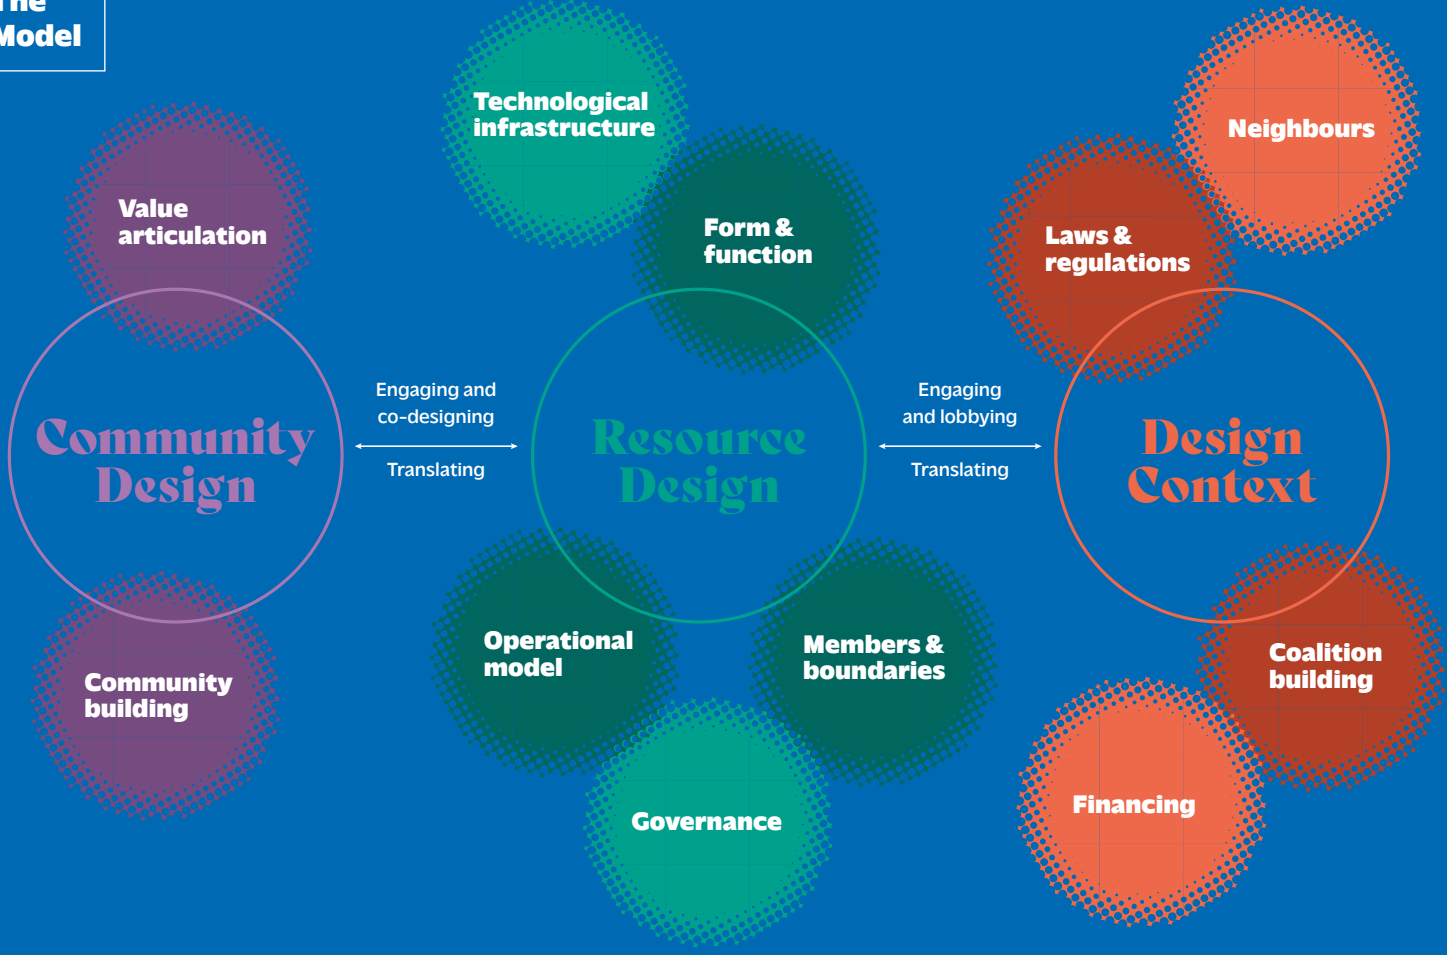 The
Model
Value
articulation
Community
Design
Community
building
Engaging and
co-designing
Translating
Technological
infrastructure
Form &
function
Resource
Design
Operational
model
Members &
boundaries
Governance
Engaging
and lobbying
Translating
Neighbours
Laws &
regulations
Design
Context
Coalition
building
Financing